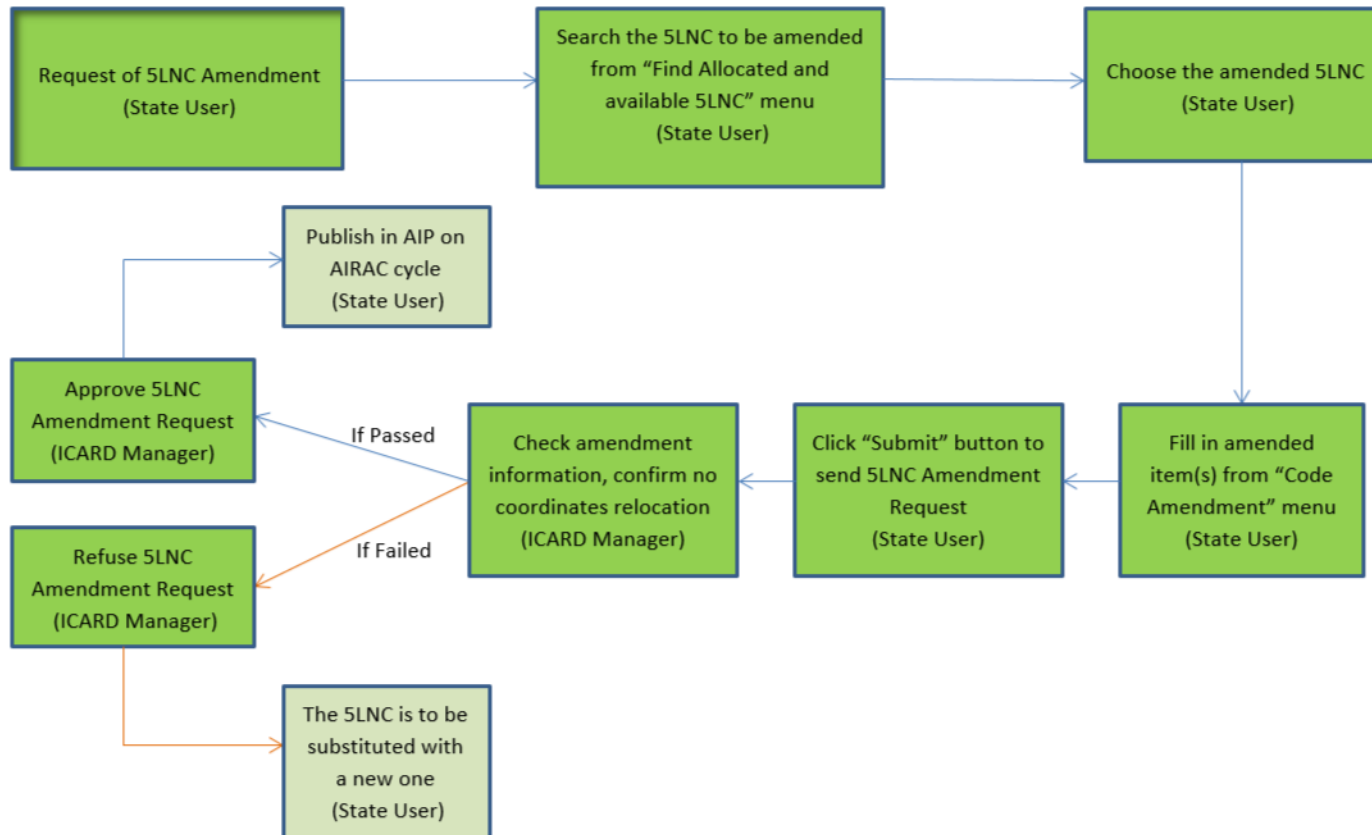 Request of 5LNC Amendment
(State User)
Search the 5LNC to be amended
from “Find Allocated and
available 5LNC” menu
(State User)
Choose the amended 5LNC
(State User)
Publish in AIP on
AIRAC cycle
(State User)
Approve 5LNC
Amendment Request
(ICARD Manager)
If Passed
Check amendment
information, confirm no
coordinates relocation
(ICARD Manager)
Click “Submit” button to
send 5LNC Amendment
Request
(State User)
Fill in amended
item(s) from “Code
Amendment” menu
(State User)
If Failed
Refuse 5LNC
Amendment Request
(ICARD Manager)
The 5LNC is to be
substituted with
a new one
(State User)